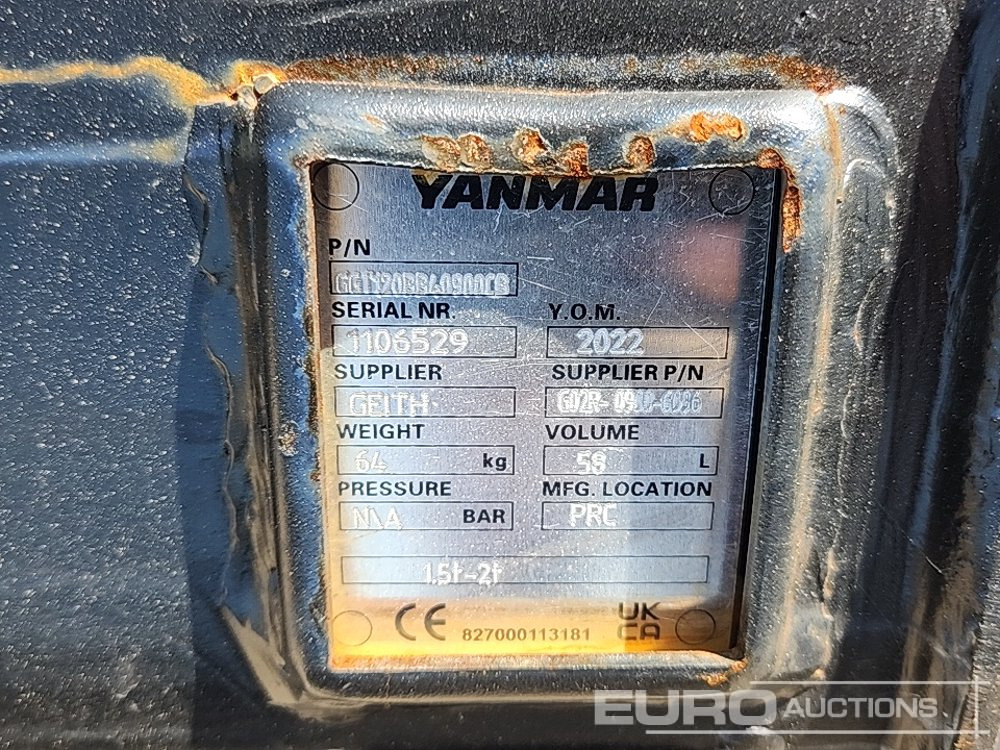 YANMAR
P/N
SERIAL NR. Y.O.M.
1106529 2022
SUPPLIER SUPPLIER P/N
GEITH
WEIGHT VOLUME
64 kg 58 L
PRESSURE MFG. LOCATION
N\A BAR PRC
1.5t-2t
CE 827000113181 UK CA
EURO AUCTIONS